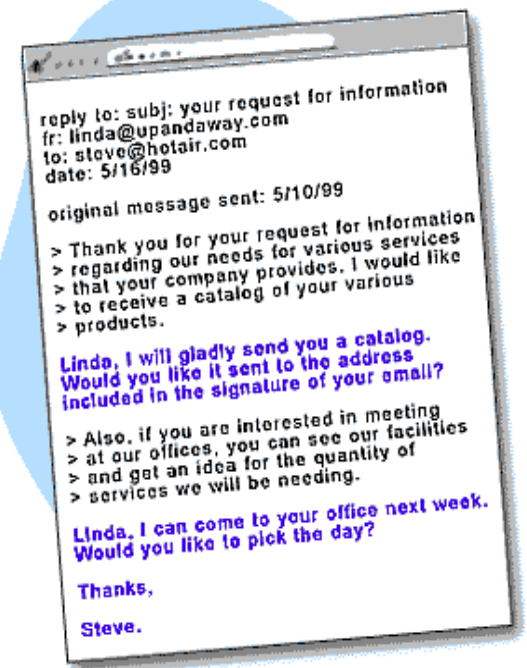 reply to: subj: your request for information
fr: linda@upandaway.com
to: steve@hotair.com
date: 5/16/99
original message sent: 5/10/99
> Thank you for your request for information
> regarding our needs for various services
> that your company provides. I would like
> to receive a catalog of your various
> products.
Linda, I will gladly send you a catalog.
Would you like it sent to the address
included in the signature of your email?
> Also, if you are interested in meeting
> at our offices, you can see our facilities
> and get an idea for the quantity of
> services we will be needing.
Linda, I can come to your office next week.
Would you like to pick the day?
Thanks,
Steve.